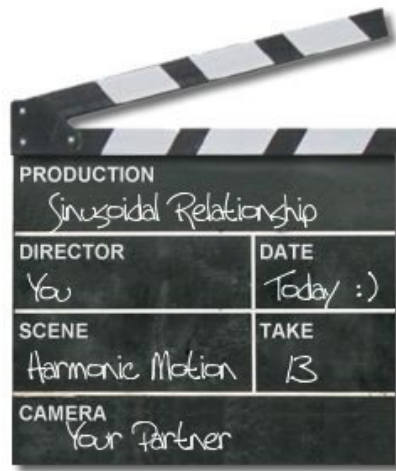 PRODUCTION
Sinusoidal Relationship
DIRECTOR
You
DATE
Today :)
SCENE
Harmonic Motion
TAKE
13
CAMERA
Your Partner